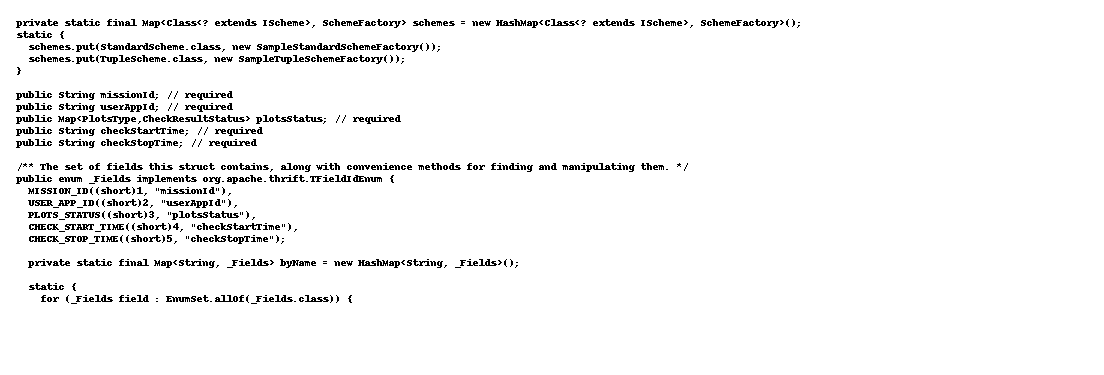 private static final Map<Class<? extends IScheme>, SchemeFactory> schemes = new HashMap<Class<? extends IScheme>, SchemeFactory>();
static {
schemes.put(StandardScheme.class, new SampleStandardSchemeFactory());
schemes.put(TupleScheme.class, new SampleTupleSchemeFactory());
}
public String missionId; // required
public String userAppId; // required
public Map<PlotsType,CheckResultStatus> plotsStatus; // required
public String checkStartTime; // required
public String checkStopTime; // required
/** The set of fields this struct contains, along with convenience methods for finding and manipulating them. */
public enum _Fields implements org.apache.thrift.TFieldIdEnum {
MISSION_ID((short)1, "missionId"),
USER_APP_ID((short)2, "userAppId"),
PLOTS_STATUS((short)3, "plotsStatus"),
CHECK_START_TIME((short)4, "checkStartTime"),
CHECK_STOP_TIME((short)5, "checkStopTime");
private static final Map<String, _Fields> byName = new HashMap<String, _Fields>();
static {
for (_Fields field : EnumSet.allOf(_Fields.class)) {